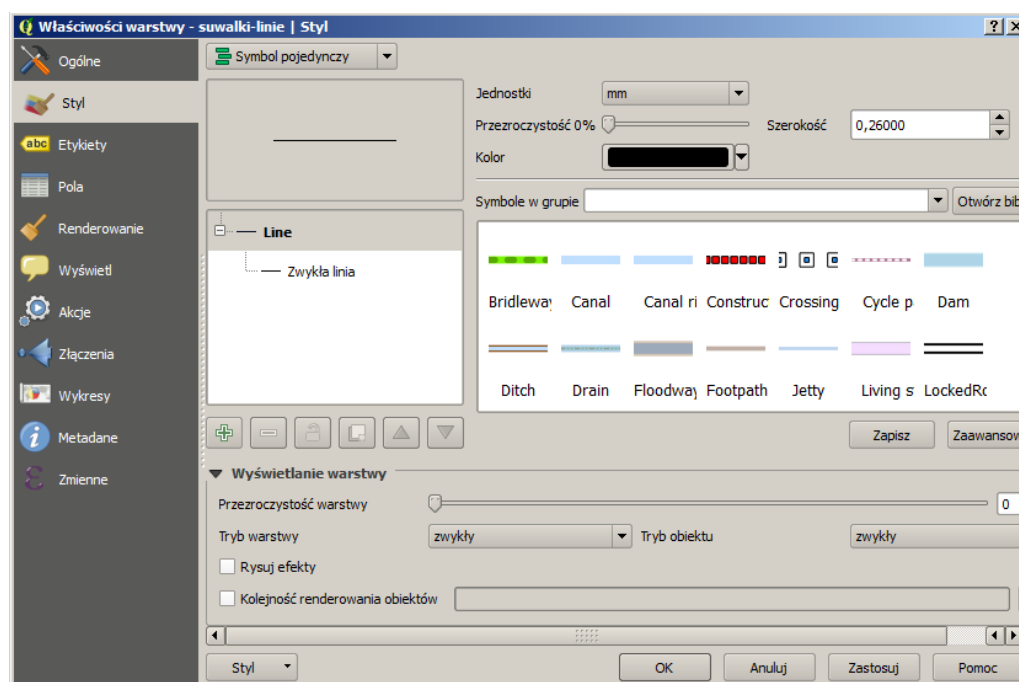 Właściwości warstwy - suwalki-linie | Styl
Ogólne
Styl
abc Etykiety
Pola
Renderowanie
Wyświetl
Akcje
Złączenia
Wykresy
Metadane
Zmienne
Symbol pojedynczy
Jednostki mm
Przezroczystość 0% Szerokość 0,26000
Kolor
Symbole w grupie Otwórz bib
Line
Zwykła linia
Bridleway Canal Canal ri Construc Crossing Cycle p Dam
Ditch Drain Floodway Footpath Jetty Living s LockedRo
Zapisz Zaawansow
Wyświetlanie warstwy
Przezroczystość warstwy 0
Tryb warstwy zwykły Tryb obiektu zwykły
Rysuj efekty
Kolejność renderowania obiektów
Styl OK Anuluj Zastosuj Pomoc